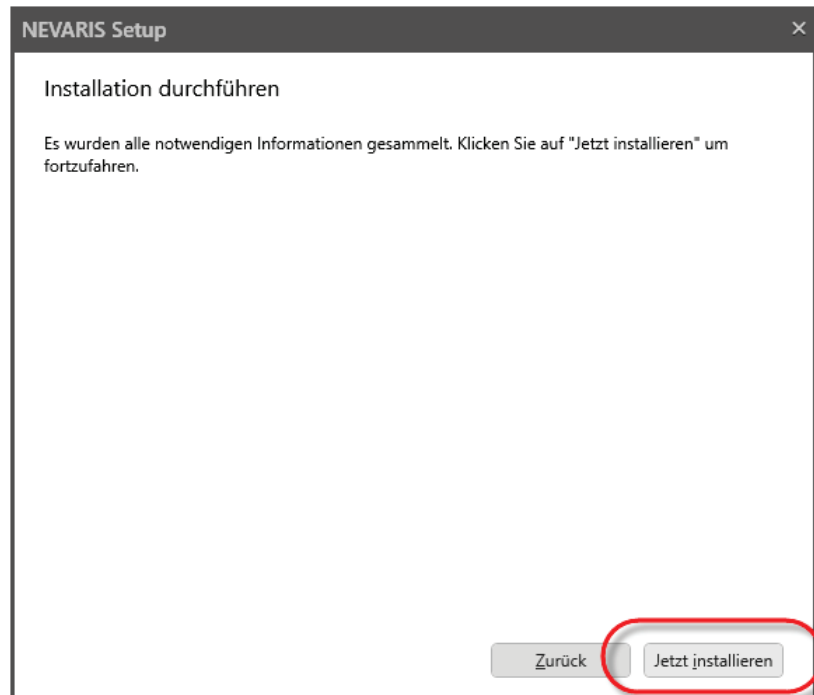 NEVARIS Setup
Installation durchführen
Es wurden alle notwendigen Informationen gesammelt. Klicken Sie auf "Jetzt installieren" um
fortzufahren.
Zurück
Jetzt installieren